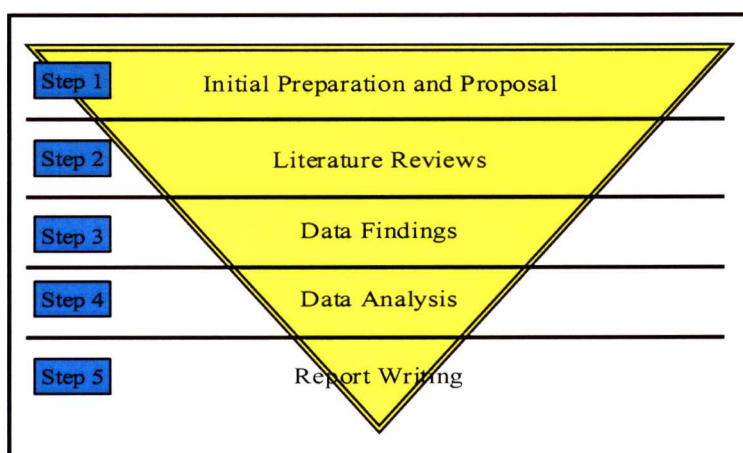 Step 1 Initial Preparation and Proposal
Step 2 Literature Reviews
Step 3 Data Findings
Step 4 Data Analysis
Step 5 Report Writing